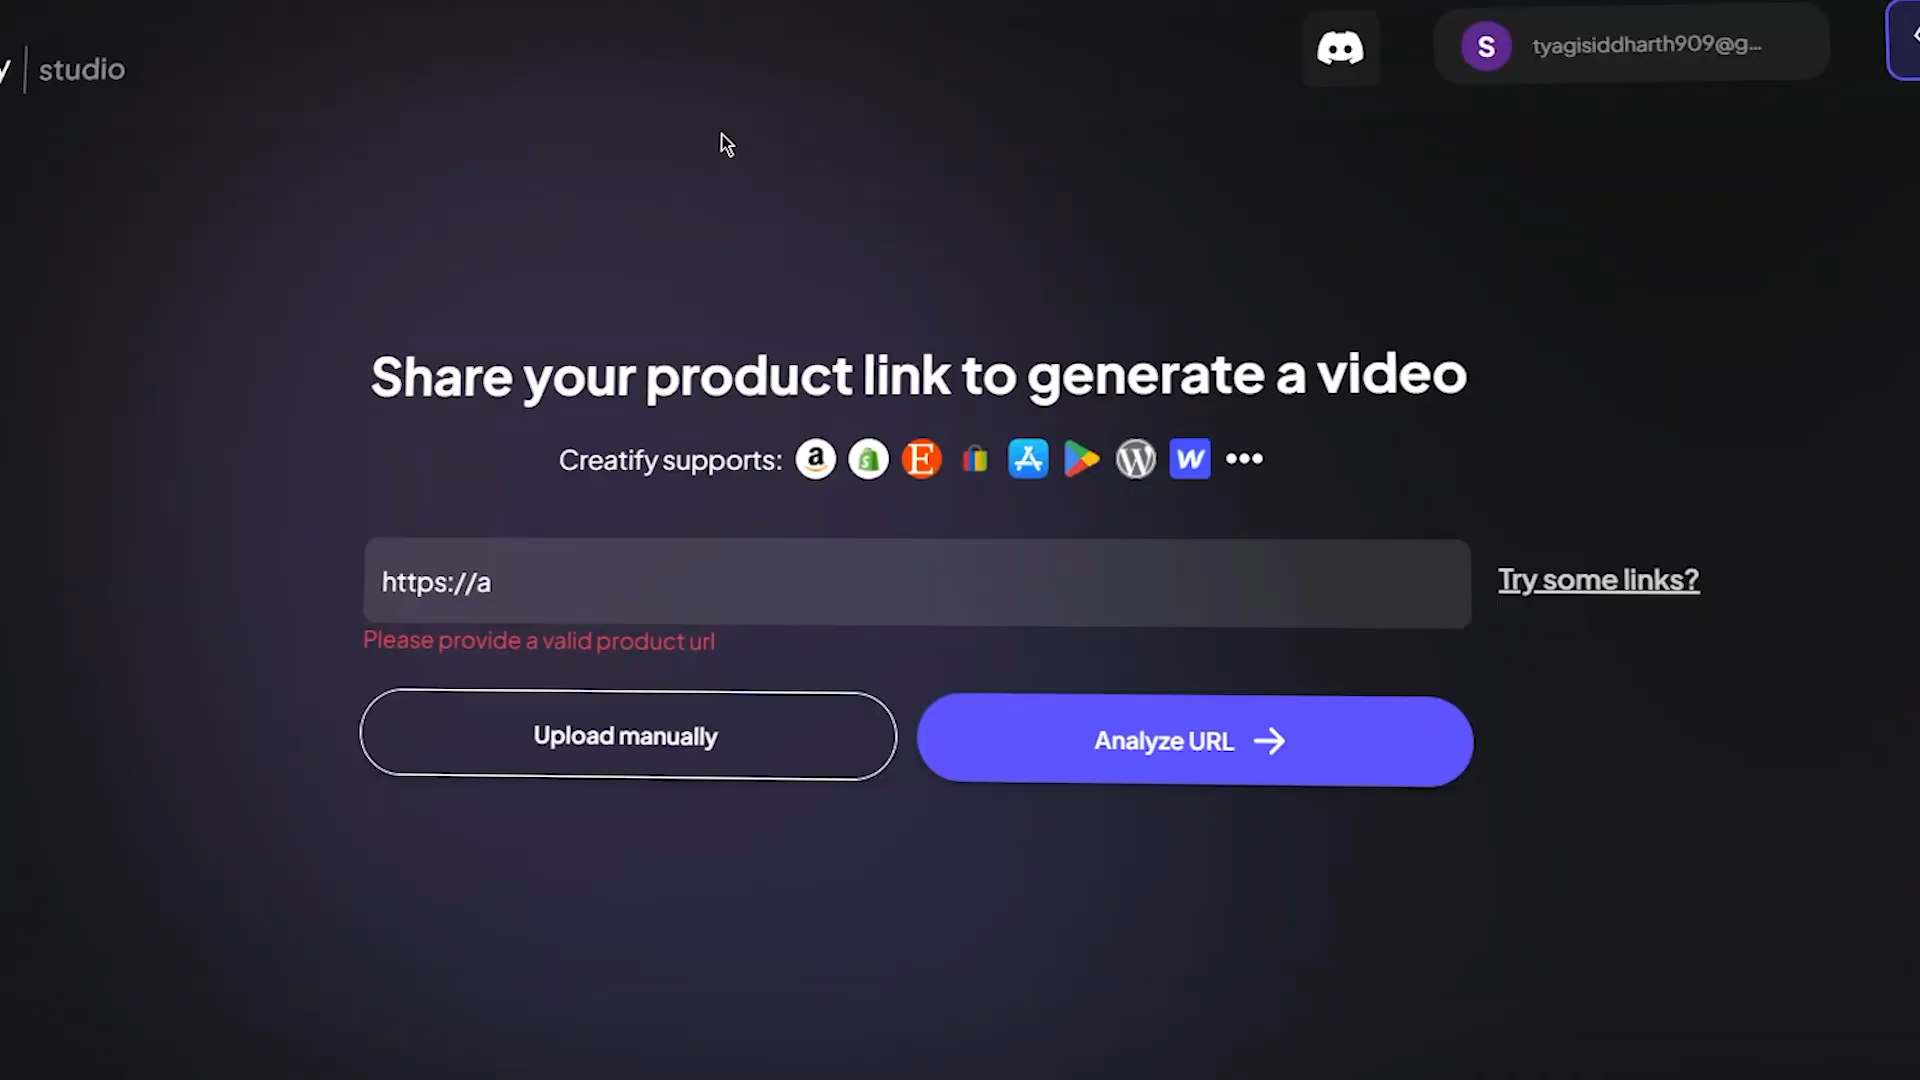 y | studio
S tyagisiddharth909@g...
Share your product link to generate a video
Creatify supports: a S E W W
https://a
Try some links?
Please provide a valid product url
Upload manually
Analyze URL